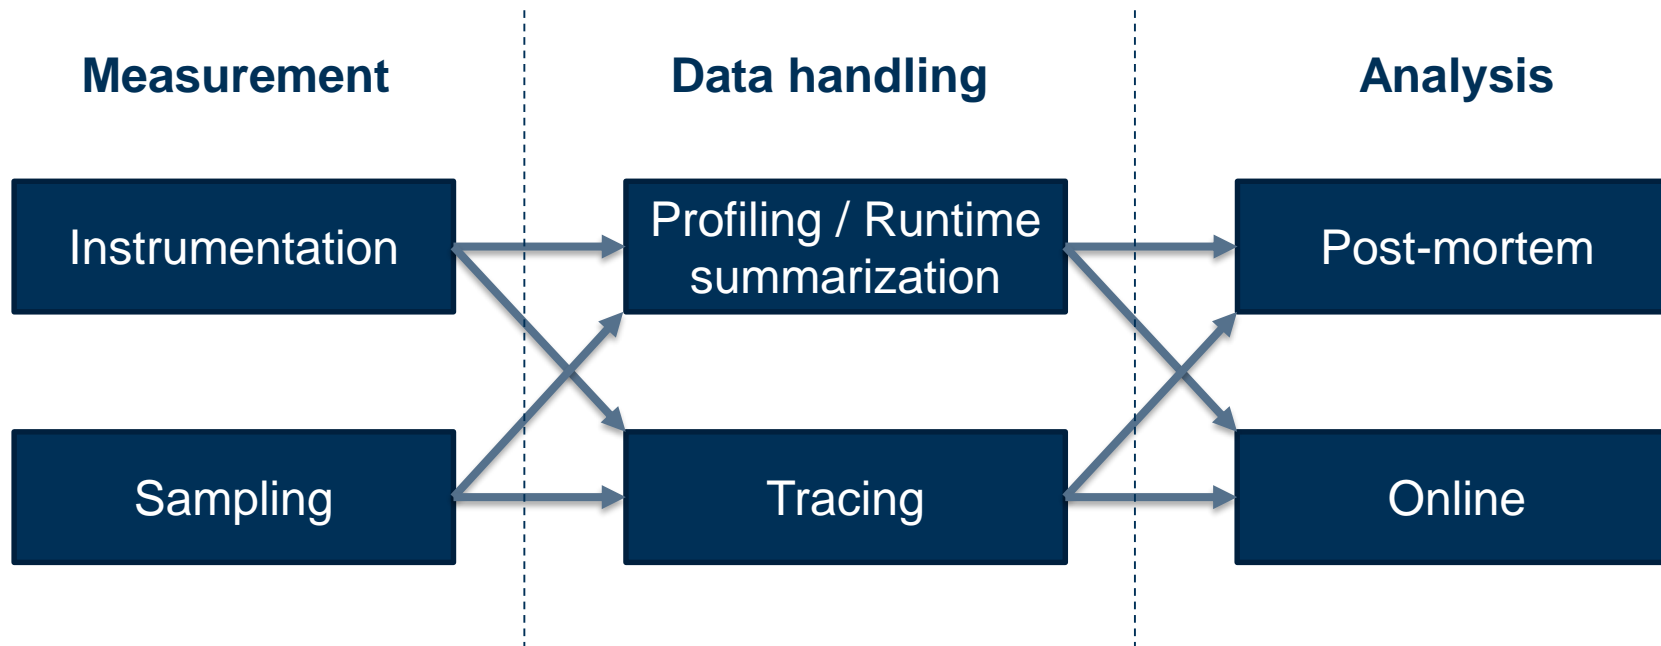 Measurement
Data handling
Analysis
Instrumentation
Profiling / Runtime
summarization
Post-mortem
Sampling
Tracing
Online